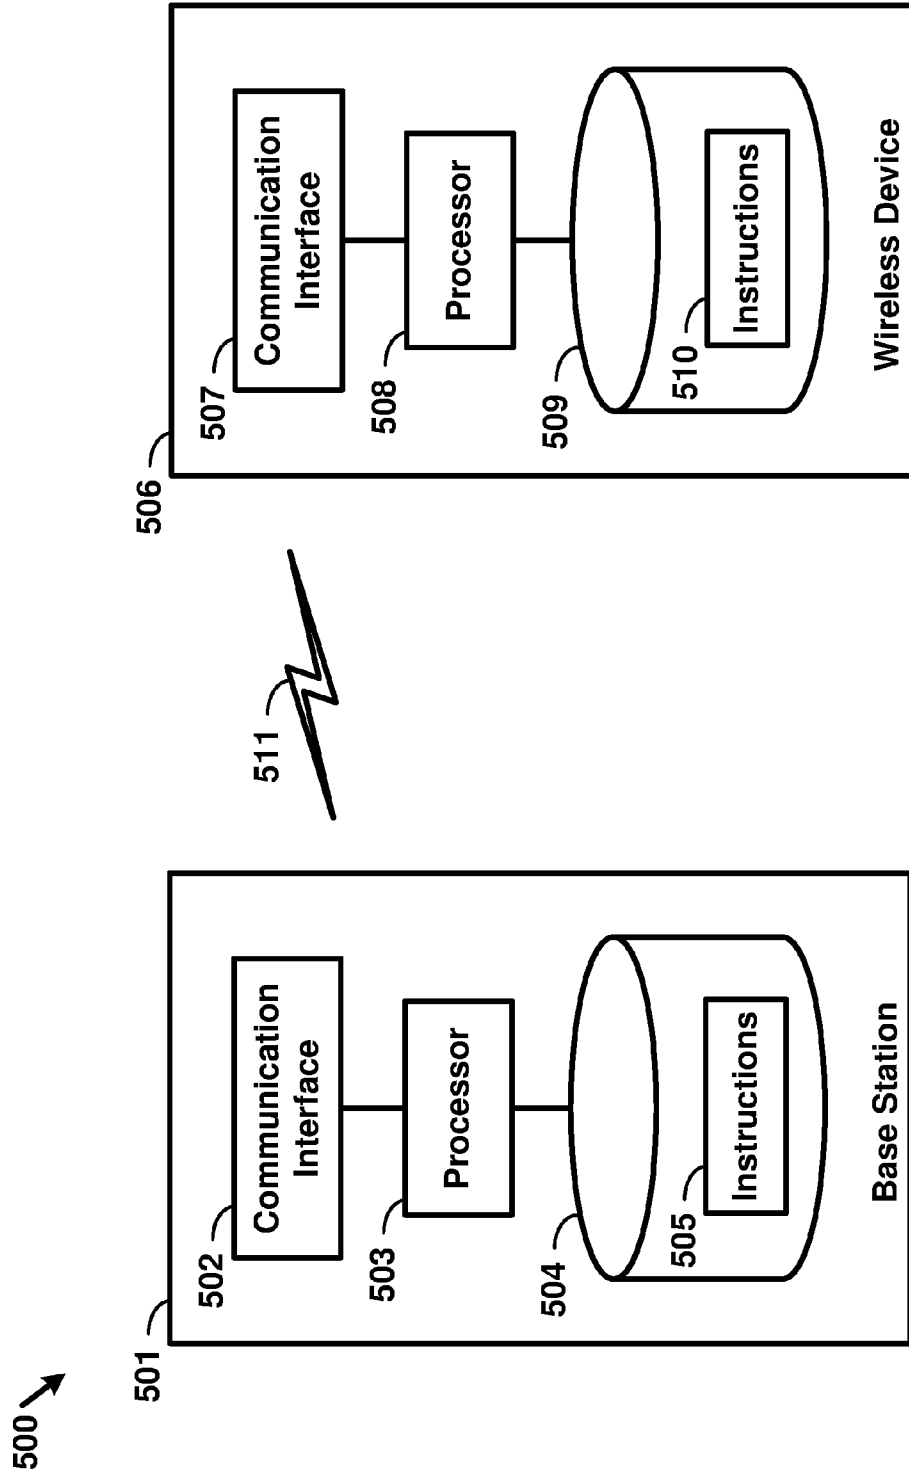 500
501
502
Communication
Interface
503
Processor
504
505
Instructions
Base Station
511
506
507
Communication
Interface
508
Processor
509
510
Instructions
Wireless Device